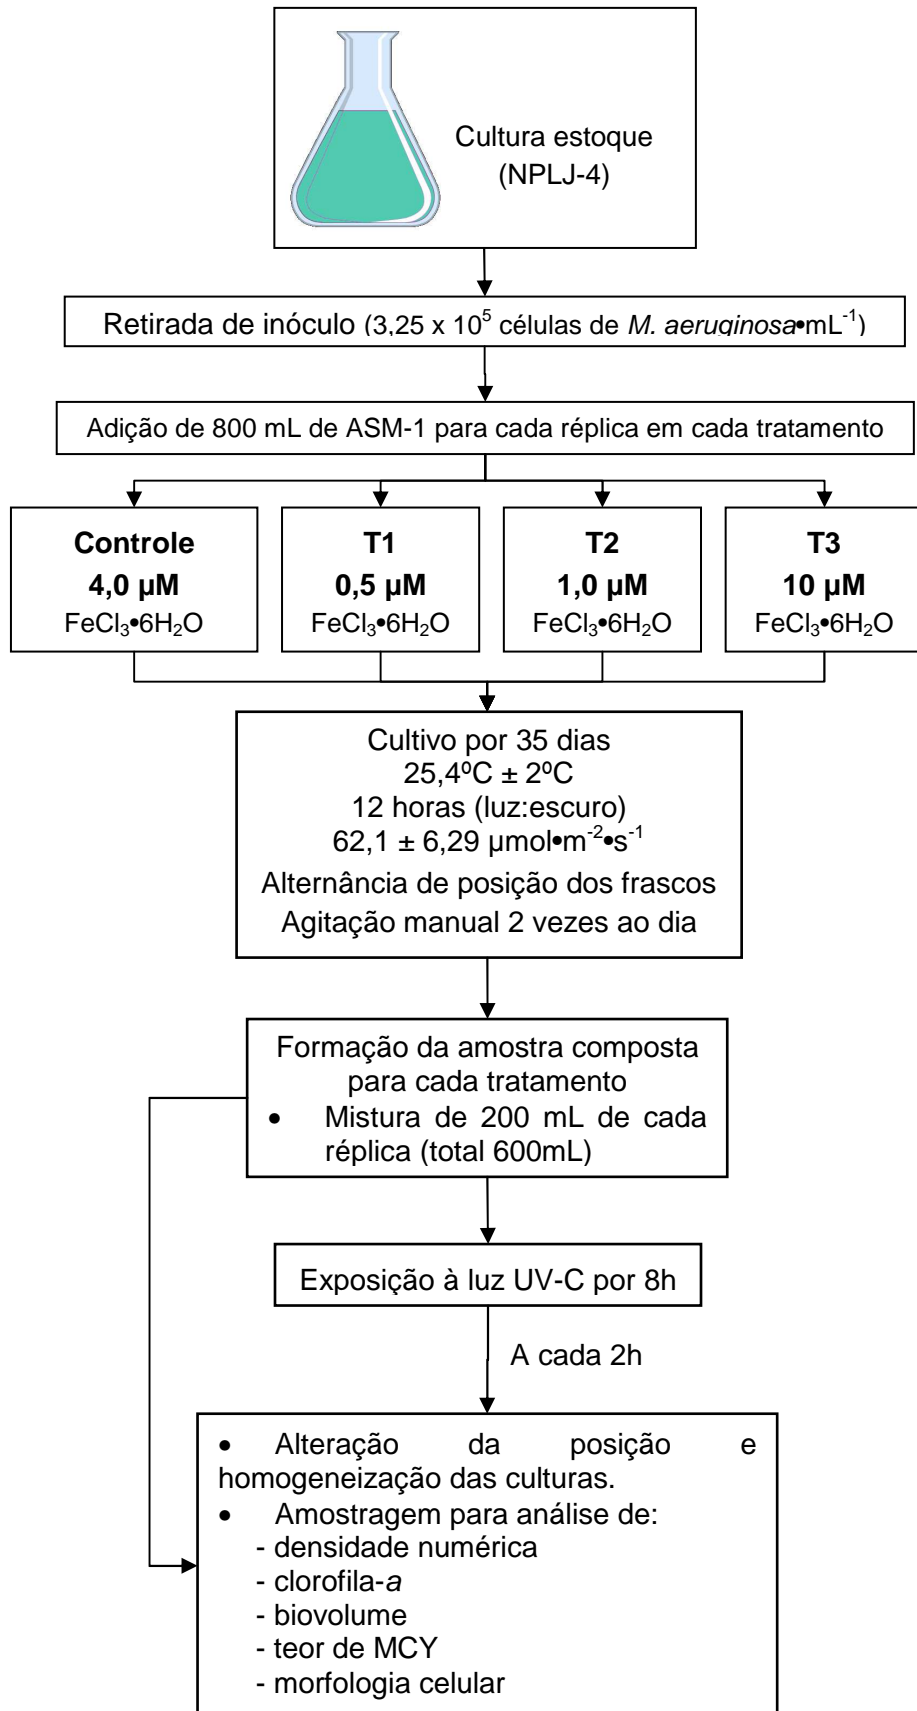 Cultura estoque
(NPLJ-4)
Retirada de inóculo (3,25 x 10⁵ células de M. aeruginosa•mL⁻¹)
Adição de 800 mL de ASM-1 para cada réplica em cada tratamento
Controle
4,0 µM
FeCl₃•6H₂O
T1
0,5 µM
FeCl₃•6H₂O
T2
1,0 µM
FeCl₃•6H₂O
T3
10 µM
FeCl₃•6H₂O
Cultivo por 35 dias
25,4ºC ± 2ºC
12 horas (luz:escuro)
62,1 ± 6,29 µmol•m⁻²•s⁻¹
Alternância de posição dos frascos
Agitação manual 2 vezes ao dia
Formação da amostra composta
para cada tratamento
• Mistura de 200 mL de cada
réplica (total 600mL)
Exposição à luz UV-C por 8h
A cada 2h
• Alteração da posição e
homogeneização das culturas.
• Amostragem para análise de:
- densidade numérica
- clorofila-a
- biovolume
- teor de MCY
- morfologia celular